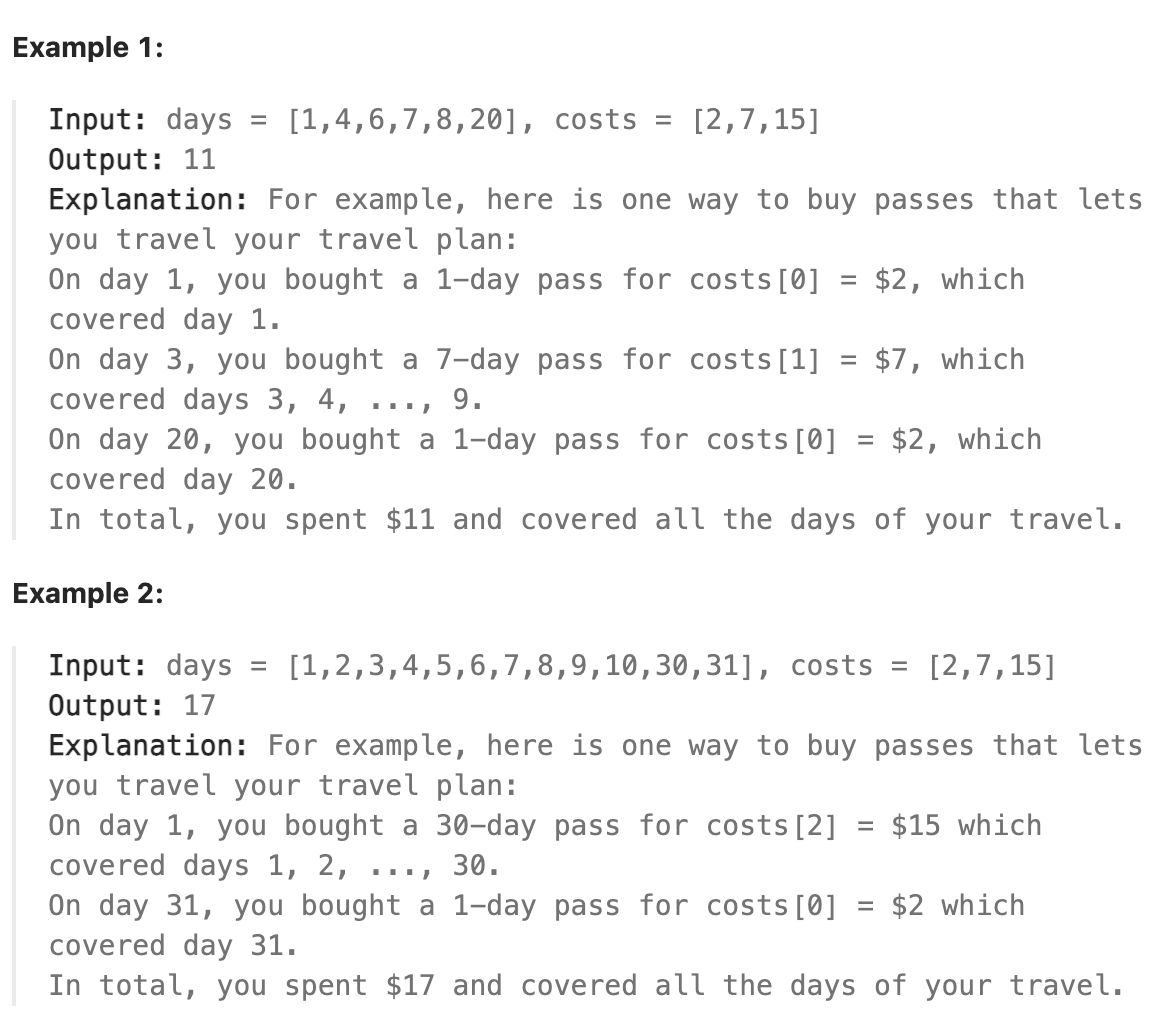 Example 1:
Input: days = [1,4,6,7,8,20], costs = [2,7,15]
Output: 11
Explanation: For example, here is one way to buy passes that lets
you travel your travel plan:
On day 1, you bought a 1-day pass for costs[0] = $2, which
covered day 1.
On day 3, you bought a 7-day pass for costs[1] = $7, which
covered days 3, 4, ..., 9.
On day 20, you bought a 1-day pass for costs[0] = $2, which
covered day 20.
In total, you spent $11 and covered all the days of your travel.
Example 2:
Input: days = [1,2,3,4,5,6,7,8,9,10,30,31], costs = [2,7,15]
Output: 17
Explanation: For example, here is one way to buy passes that lets
you travel your travel plan:
On day 1, you bought a 30-day pass for costs[2] = $15 which
covered days 1, 2, ..., 30.
On day 31, you bought a 1-day pass for costs[0] = $2 which
covered day 31.
In total, you spent $17 and covered all the days of your travel.